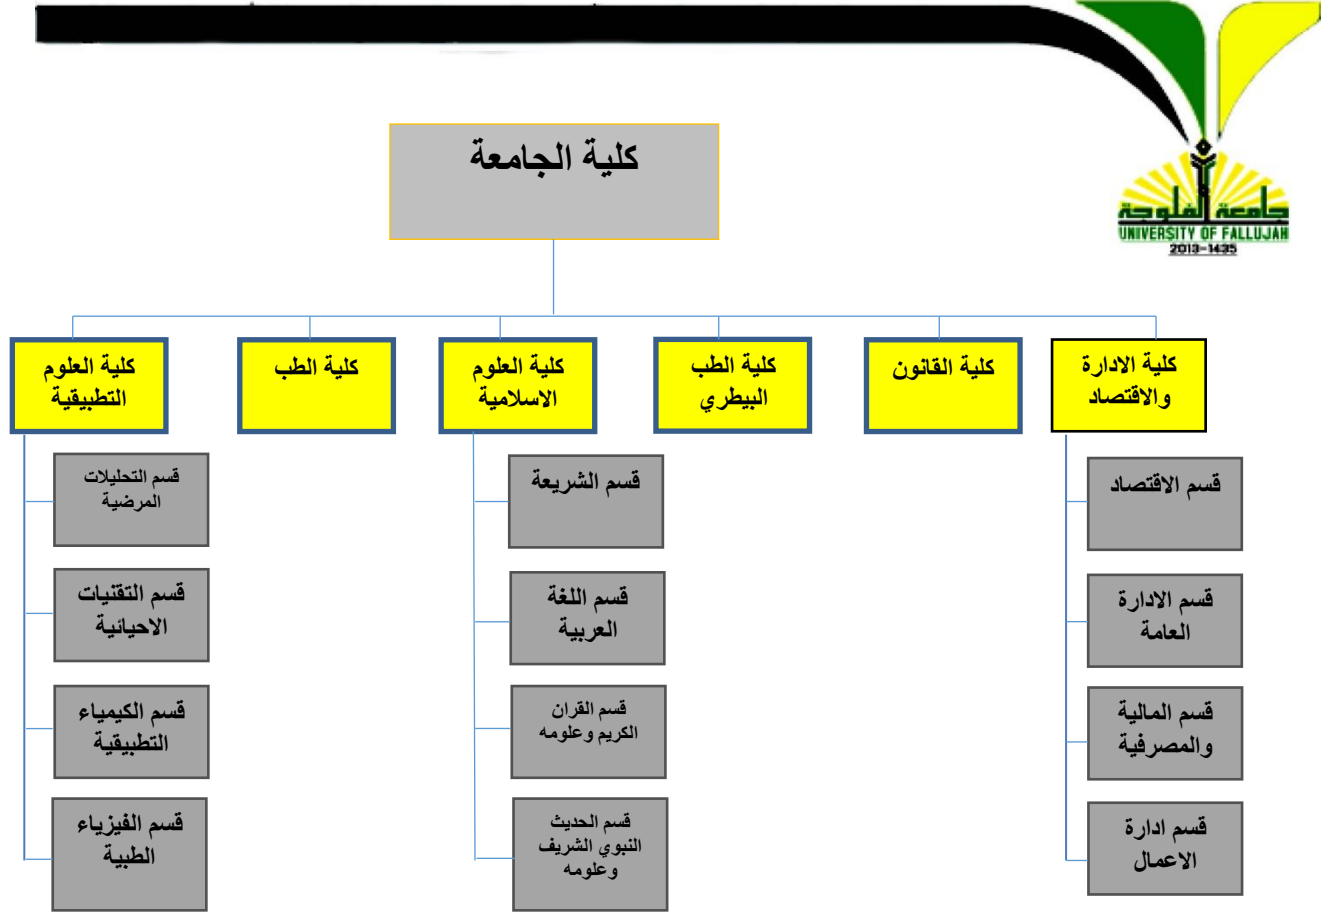 كلية الجامعة
جامعة الفلوجة
UNIVERSITY OF FALLUJAH
2013-1435
كلية الادارة
والاقتصاد
كلية القانون
كلية الطب
البيطري
كلية العلوم
الاسلامية
كلية الطب
كلية العلوم
التطبيقية
قسم الاقتصاد
قسم الادارة
العامة
قسم المالية
والمصرفية
قسم ادارة
الاعمال
قسم الشريعة
قسم اللغة
العربية
قسم القران
الكريم وعلومه
قسم الحديث
النبوي الشريف
وعلومه
قسم التحليلات
المرضية
قسم التقنيات
الاحيائية
قسم الكيمياء
التطبيقية
قسم الفيزياء
الطبية